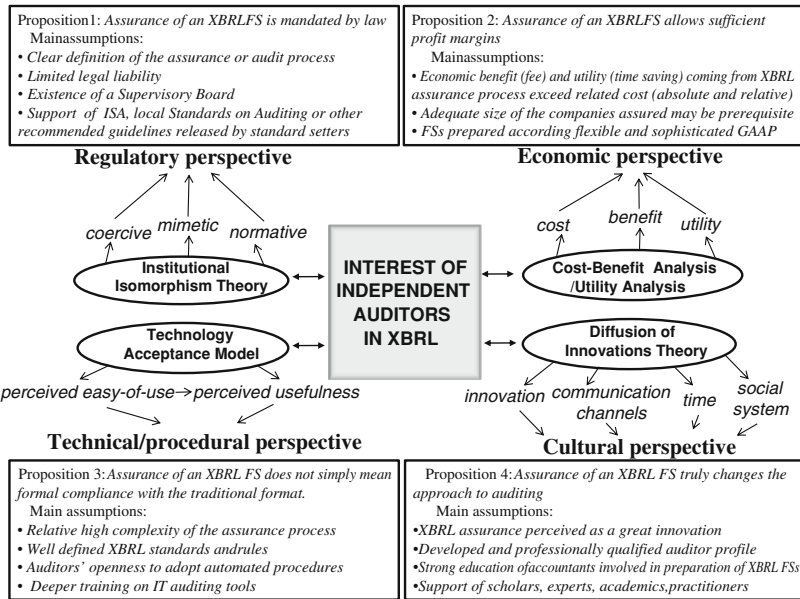 Proposition1: Assurance of an XBRLFS is mandated by law
Mainassumptions:
• Clear definition of the assurance or audit process
• Limited legal liability
• Existence of a Supervisory Board
• Support of ISA, local Standards on Auditing or other
recommended guidelines released by standard setters
Proposition 2: Assurance of an XBRLFS allows sufficient
profit margins
Mainassumptions:
• Economic benefit (fee) and utility (time saving) coming from XBRL
assurance process exceed related cost (absolute and relative)
• Adequate size of the companies assured may be prerequisite
• FSs prepared according flexible and sophisticated GAAP
Regulatory perspective
Economic perspective
coercive
mimetic
normative
cost
benefit
utility
Institutional
Isomorphism Theory
INTEREST OF
INDEPENDENT
AUDITORS
IN XBRL
Cost-Benefit Analysis
/Utility Analysis
Technology
Acceptance Model
Diffusion of
Innovations Theory
perceived easy-of-use
perceived usefulness
innovation
communication
channels
time
social
system
Technical/procedural perspective
Cultural perspective
Proposition 3: Assurance of an XBRL FS does not simply mean
formal compliance with the traditional format.
Main assumptions:
• Relative high complexity of the assurance process
• Well defined XBRL standards andrules
• Auditors' openness to adopt automated procedures
• Deeper training on IT auditing tools
Proposition 4: Assurance of an XBRL FS truly changes the
approach to auditing
Main assumptions:
•XBRL assurance perceived as a great innovation
•Developed and professionally qualified auditor profile
•Strong education ofaccountants involved in preparation of XBRL FSs
•Support of scholars, experts, academics,practitioners